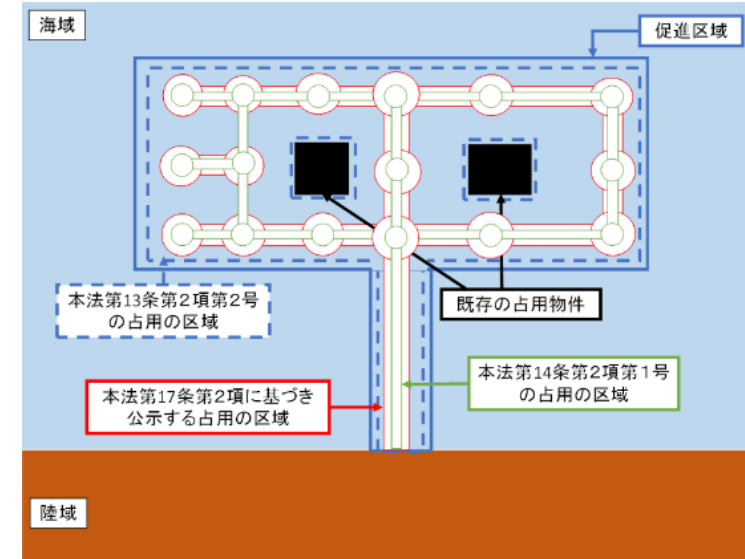 海域
促進区域
本法第13条第２項第２号
の占用の区域
既存の占用物件
本法第17条第２項に基づき
公示する占用の区域
本法第14条第２項第１号
の占用の区域
陸域